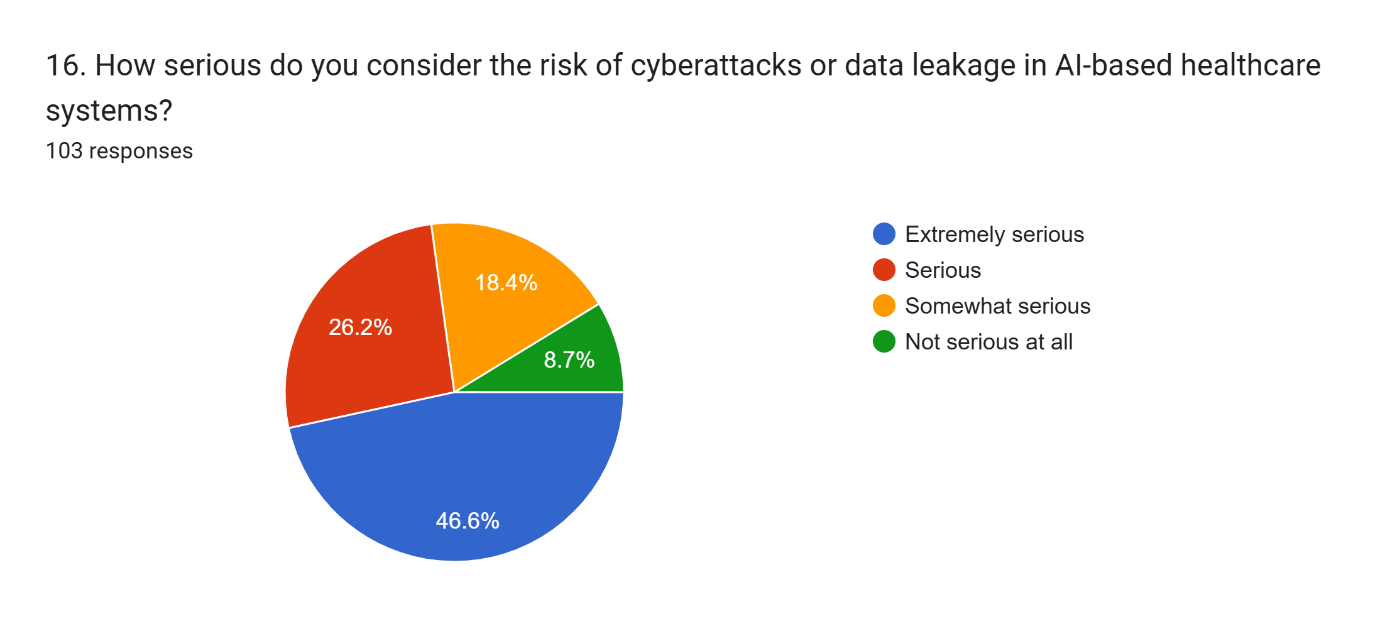 16. How serious do you consider the risk of cyberattacks or data leakage in AI-based healthcare
systems?
103 responses
18.4%
26.2%
8.7%
46.6%
Extremely serious
Serious
Somewhat serious
Not serious at all